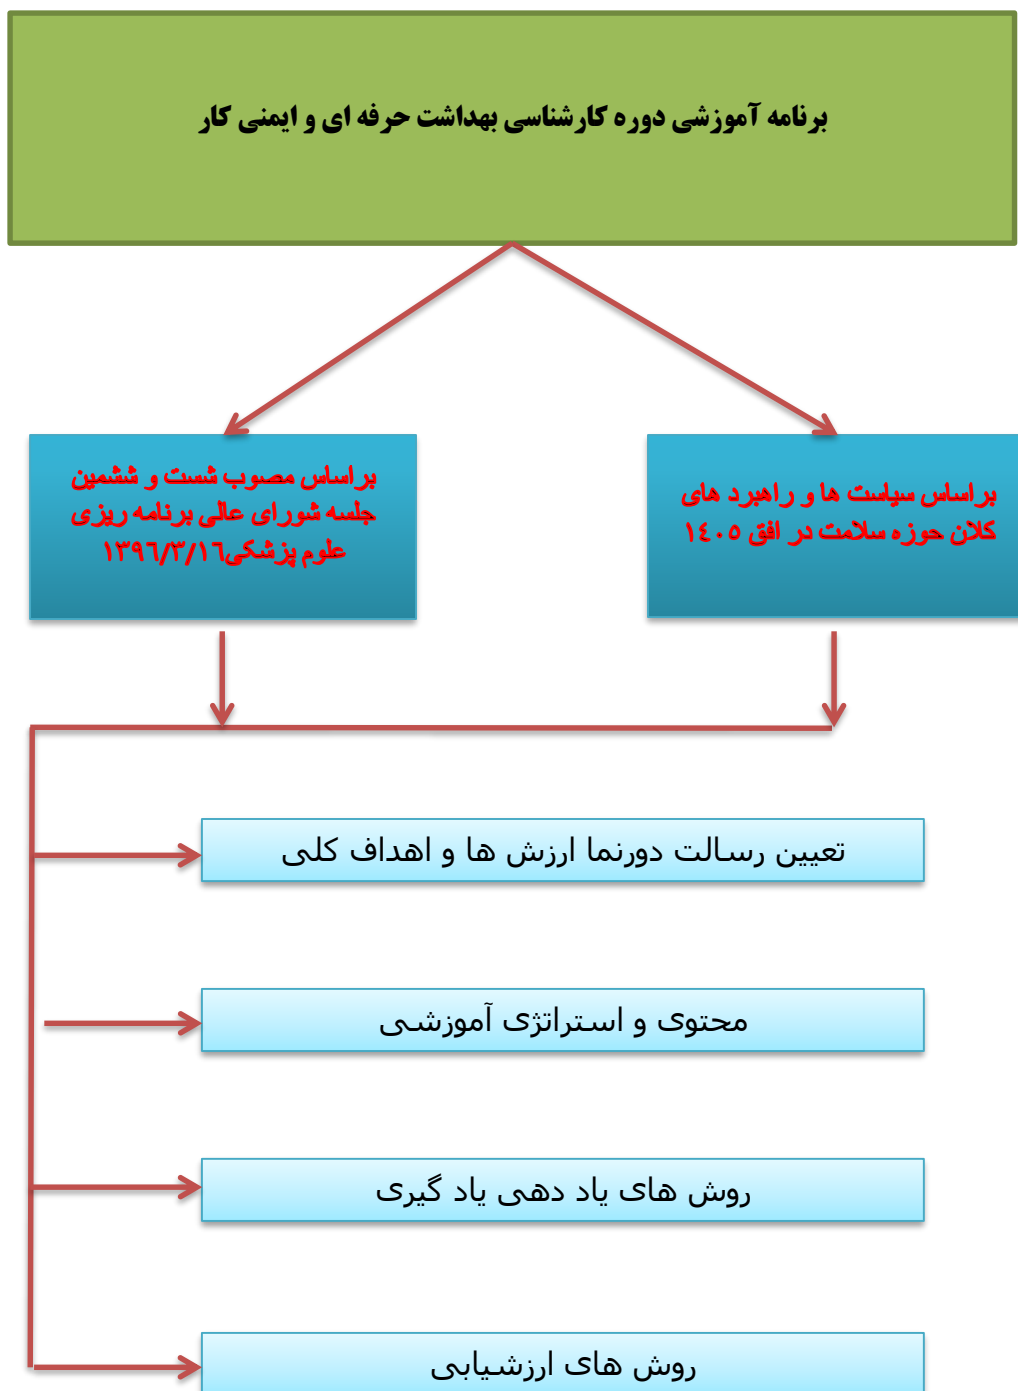 برنامه آموزشی دوره کارشناسی بهداشت حرفه ای و ایمنی کار
براساس سیاست ها و راهبرد های
کلان حوزه سلامت در افق ۱٤۰۵
براساس مصوب شست و ششمین
جلسه شورای عالی برنامه ریزی
علوم پزشکی۱۳۹٦/۳/۱٦
تعیین رسالت دورنما ارزش ها و اهداف کلی
محتوی و استراتژی آموزشی
روش های یاد دهی یاد گیری
روش های ارزشیابی